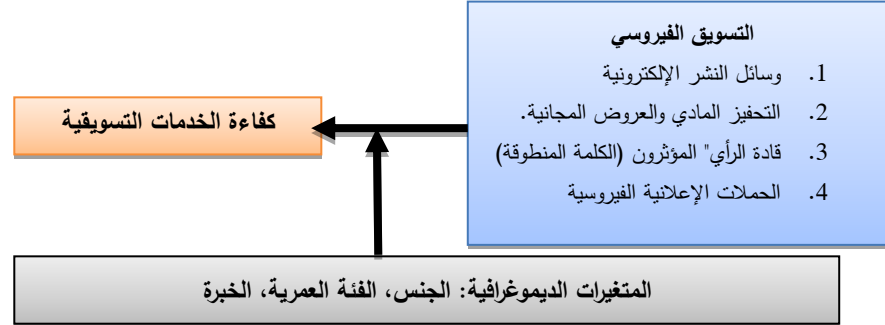 التسويق الفيروسي
1. وسائل النشر الإلكترونية
2. التحفيز المادي والعروض المجانية.
3. قادة الرأي" المؤثرون (الكلمة المنطوقة)
4. الحملات الإعلانية الفيروسية
كفاءة الخدمات التسويقية
المتغيرات الديموغرافية: الجنس، الفئة العمرية، الخبرة